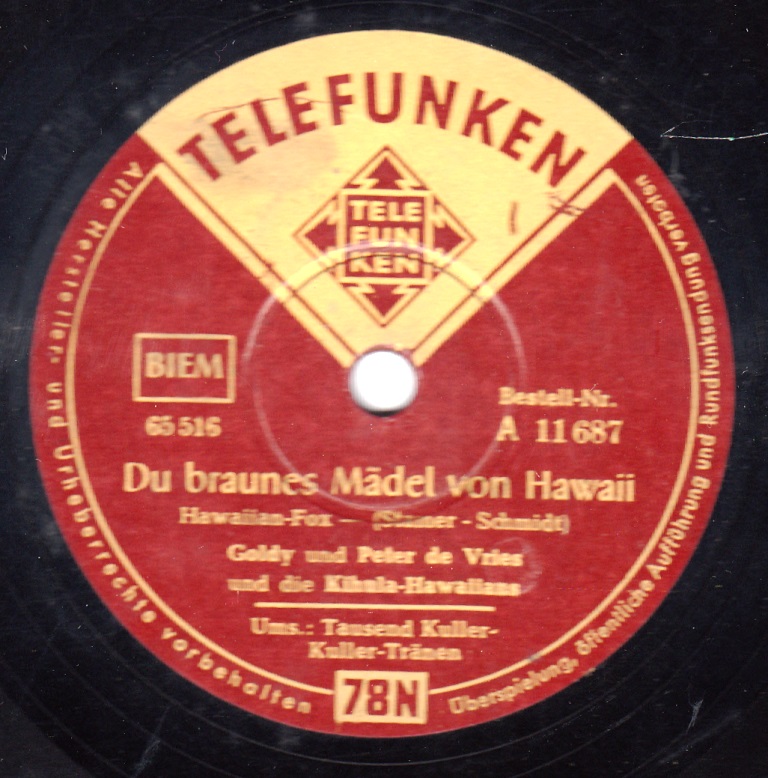 TELEFUNKEN
TELE
FUN
KEN
BIEM
65 516
Bestell-Nr.
A 11 687
Du braunes Mädel von Hawaii
Hawaiian-Fox — (Stanner - Schmidt)
Goldy und Peter de Vries
und die Kihula-Hawaiians
Ums.: Tausend Kuller-
Kuller-Tränen
78N
Alle Hersteller- und Urheberrechte vorbehalten
Überspielung, öffentliche Aufführung und Rundfunksendung verboten